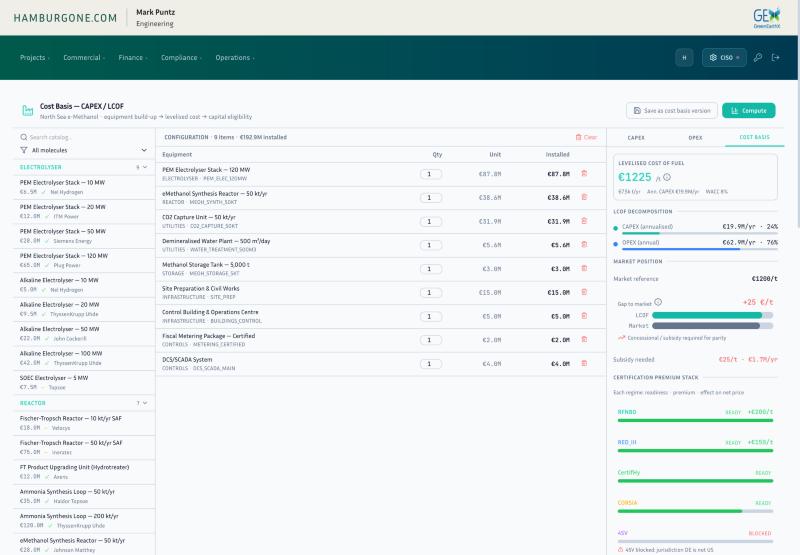 HAMBURGONE.COM
Mark Puntz
Engineering
GEX
GreenEarthX
Projects
Commercial
Finance
Compliance
Operations
H
CISO
Cost Basis — CAPEX / LCOF
North Sea e-Methanol · equipment build-up → levelised cost → capital eligibility
Save as cost basis version
Compute
Search catalog…
All molecules
ELECTROLYSER 9
PEM Electrolyser Stack — 10 MW
€6.5M ✓ Nel Hydrogen
PEM Electrolyser Stack — 20 MW
€12.0M ✓ ITM Power
PEM Electrolyser Stack — 50 MW
€28.0M ✓ Siemens Energy
PEM Electrolyser Stack — 120 MW
€65.0M ✓ Plug Power
Alkaline Electrolyser — 10 MW
€5.0M ✓ Nel Hydrogen
Alkaline Electrolyser — 20 MW
€9.5M ✓ ThyssenKrupp Uhde
Alkaline Electrolyser — 50 MW
€22.0M ✓ John Cockerill
Alkaline Electrolyser — 100 MW
€42.0M ✓ ThyssenKrupp Uhde
SOEC Electrolyser — 5 MW
€7.5M Topsoe
REACTOR 7
Fischer-Tropsch Reactor — 10 kt/yr SAF
€18.0M Velocys
Fischer-Tropsch Reactor — 50 kt/yr SAF
€75.0M Ineratec
FT Product Upgrading Unit (Hydrotreater)
€12.0M ✓ Axens
Ammonia Synthesis Loop — 50 kt/yr
€35.0M ✓ Haldor Topsoe
Ammonia Synthesis Loop — 200 kt/yr
€120.0M ✓ ThyssenKrupp Uhde
eMethanol Synthesis Reactor — 50 kt/yr
€28.0M ✓ Johnson Matthey
CONFIGURATION · 9 items · €192.9M installed
Clear
Equipment Qty Unit Installed
PEM Electrolyser Stack — 120 MW 1 €87.8M €87.8M
ELECTROLYSER · PEM_ELEC_120MW
eMethanol Synthesis Reactor — 50 kt/yr 1 €38.6M €38.6M
REACTOR · MEOH_SYNTH_50KT
CO2 Capture Unit — 50 kt/yr 1 €31.9M €31.9M
UTILITIES · CO2_CAPTURE_50KT
Demineralised Water Plant — 500 m³/day 1 €5.6M €5.6M
UTILITIES · WATER_TREATMENT_500M3
Methanol Storage Tank — 5,000 t 1 €3.0M €3.0M
STORAGE · MEOH_STORAGE_5KT
Site Preparation & Civil Works 1 €15.0M €15.0M
INFRASTRUCTURE · SITE_PREP
Control Building & Operations Centre 1 €5.0M €5.0M
INFRASTRUCTURE · BUILDINGS_CONTROL
Fiscal Metering Package — Certified 1 €2.0M €2.0M
CONTROLS · METERING_CERTIFIED
DCS/SCADA System 1 €4.0M €4.0M
CONTROLS · DCS_SCADA_MAIN
CAPEX OPEX COST BASIS
LEVELISED COST OF FUEL
€1225 /t
€/t Ann. CAPEX €19.9M/yr WACC 8%
LCOF DECOMPOSITION
CAPEX (annualised) €19.9M/yr · 24%
OPEX (annual) €62.9M/yr · 76%
MARKET POSITION
Market reference €1200/t
Gap to market +25 €/t
LCOF
Market
Concessional / subsidy required for parity
Subsidy needed €25/t · €1.7M/yr
CERTIFICATION PREMIUM STACK
Each regime: readiness · premium · effect on net price
RFNBO READY +€200/t
RED_III READY +€155/t
CertifHy READY
CORSIA READY
45V BLOCKED
45V blocked: jurisdiction DE is not US